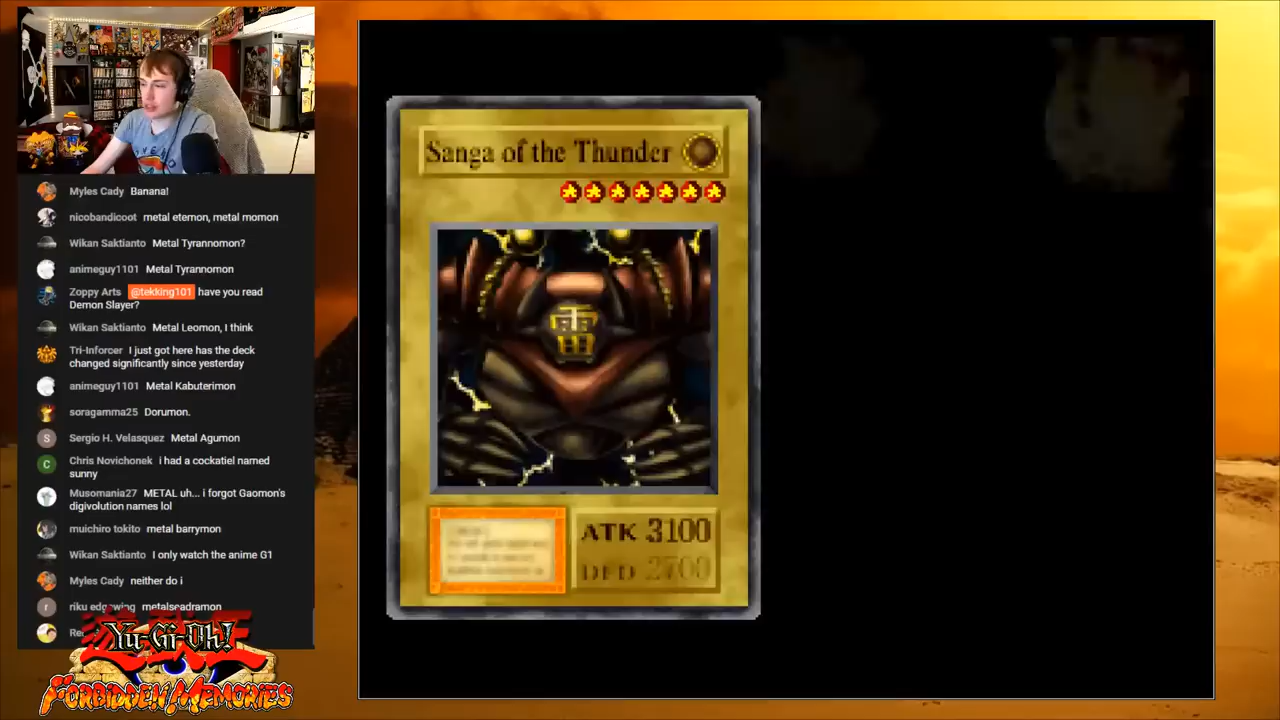 Myles Cady Banana!
nicobandicoot metal etemon, metal momon
Wikan Saktianto Metal Tyrannomon?
animeguy1101 Metal Tyrannomon
Zoppy Arts @tekking101 have you read
Demon Slayer?
Wikan Saktianto Metal Leomon, I think
Tri-Inforcer I just got here has the deck
changed significantly since yesterday
animeguy1101 Metal Kabuterimon
soragamma25 Dorumon.
S Sergio H. Velasquez Metal Agumon
C Chris Novichonek i had a cockatiel named
sunny
Musomania27 METAL uh... i forgot Gaomon's
digivolution names lol
muichiro tokito metal barrymon
Wikan Saktianto I only watch the anime G1
Myles Cady neither do i
r riku edgewing metalseadramon
Yu-Gi-Oh!
FORBIDDEN MEMORIES
Sanga of the Thunder
雷
ATK 3100
DFD 2700